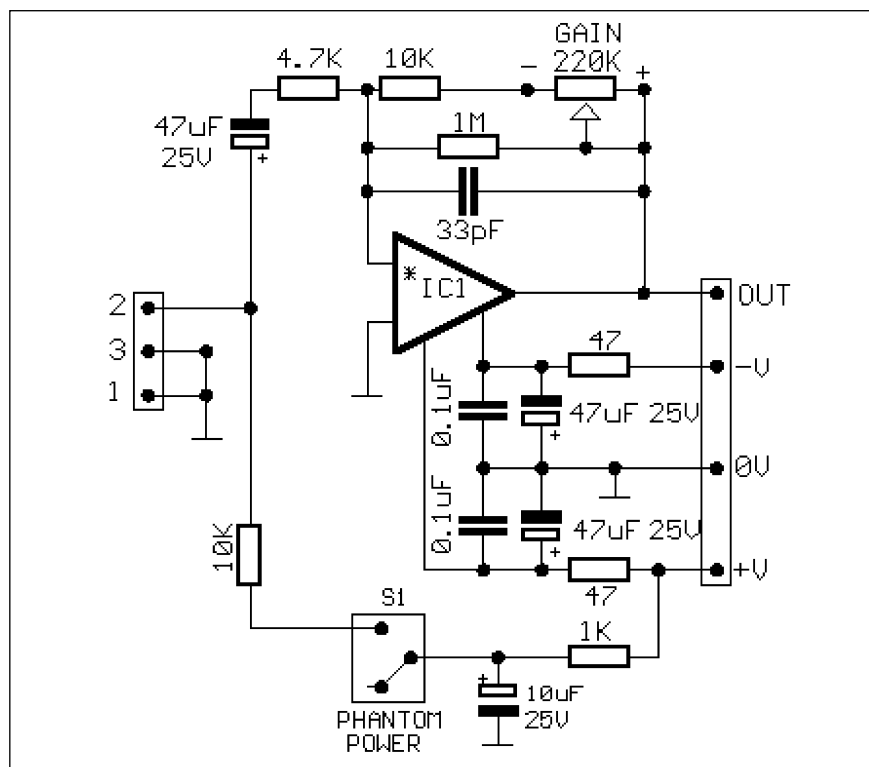 GAIN
4.7K 10K - 220K +
47uF
25V
+
1M
33pF
* IC1
2
3
1
OUT
47
-V
0.1uF
47uF 25V
+
0V
0.1uF
47uF 25V
+
+V
47
10K
S1
1K
+
10uF
25V
PHANTOM
POWER